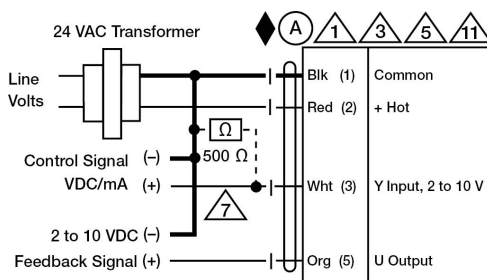 24 VAC Transformer
A 1 3 5 11
Line
Volts
Blk (1) Common
Red (2) + Hot
Ω
500 Ω
Control Signal (-)
VDC/mA (+)
Wht (3) Y Input, 2 to 10 V
7
2 to 10 VDC (-)
Feedback Signal (+)
Org (5) U Output